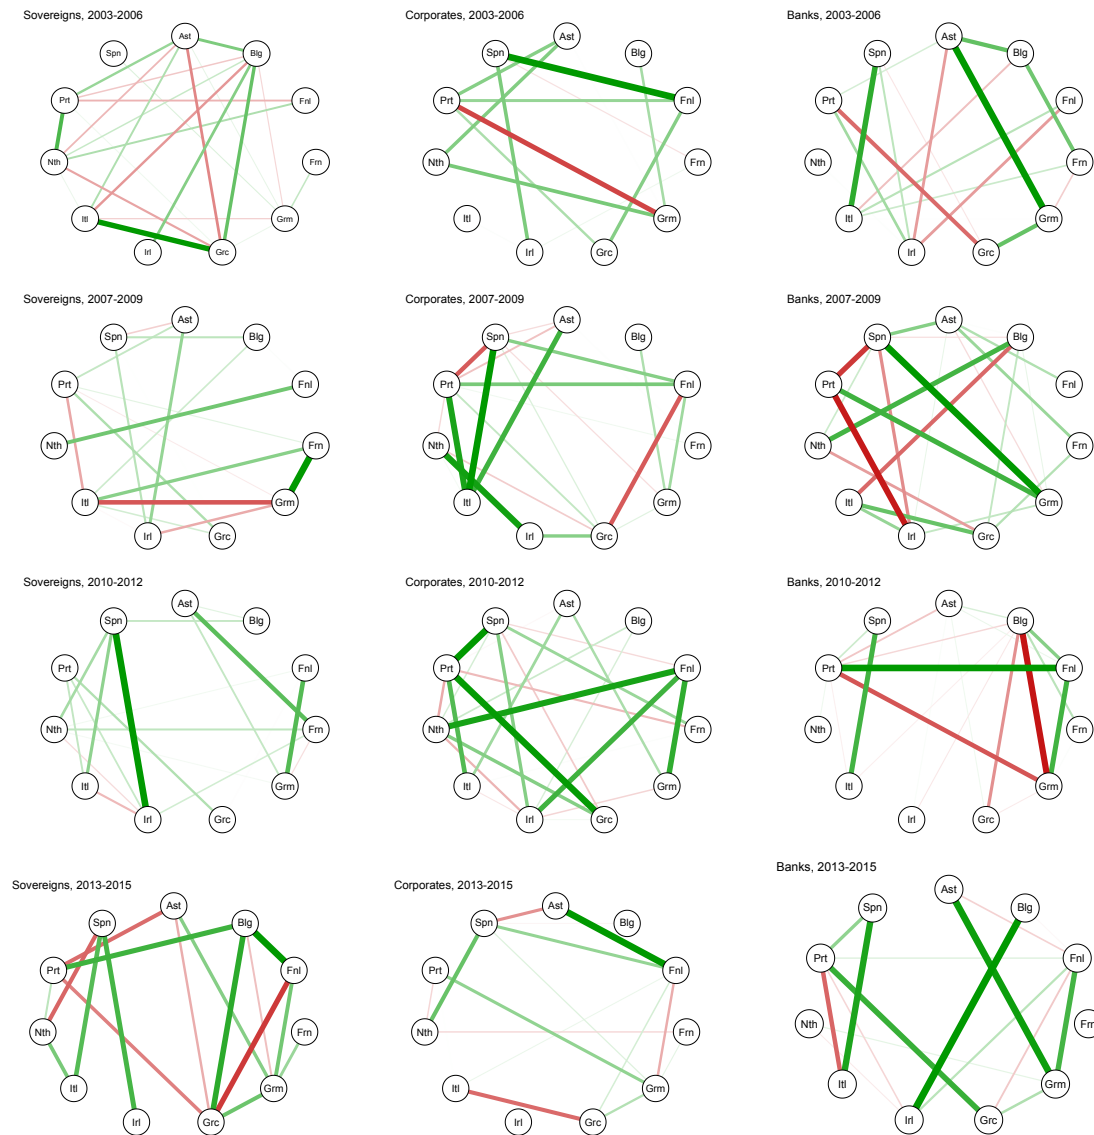 Sovereigns, 2003-2006
Ast
Spn
Blg
Prt
Fnl
Nth
Frn
Itl
Grm
Irl
Grc
Corporates, 2003-2006
Ast
Spn
Blg
Prt
Fnl
Nth
Frn
Itl
Grm
Irl
Grc
Banks, 2003-2006
Ast
Spn
Blg
Prt
Fnl
Nth
Frn
Itl
Grm
Irl
Grc
Sovereigns, 2007-2009
Ast
Spn
Blg
Prt
Fnl
Nth
Frn
Itl
Grm
Irl
Grc
Corporates, 2007-2009
Ast
Spn
Blg
Prt
Fnl
Nth
Frn
Itl
Grm
Irl
Grc
Banks, 2007-2009
Ast
Spn
Blg
Prt
Fnl
Nth
Frn
Itl
Grm
Irl
Grc
Sovereigns, 2010-2012
Ast
Spn
Blg
Prt
Fnl
Nth
Frn
Itl
Grm
Irl
Grc
Corporates, 2010-2012
Ast
Spn
Blg
Prt
Fnl
Nth
Frn
Itl
Grm
Irl
Grc
Banks, 2010-2012
Ast
Spn
Blg
Prt
Fnl
Nth
Frn
Itl
Grm
Irl
Grc
Sovereigns, 2013-2015
Ast
Spn
Blg
Prt
Fnl
Nth
Frn
Itl
Grm
Irl
Grc
Corporates, 2013-2015
Ast
Spn
Blg
Prt
Fnl
Nth
Frn
Itl
Grm
Irl
Grc
Banks, 2013-2015
Ast
Spn
Blg
Prt
Fnl
Nth
Frn
Itl
Grm
Irl
Grc